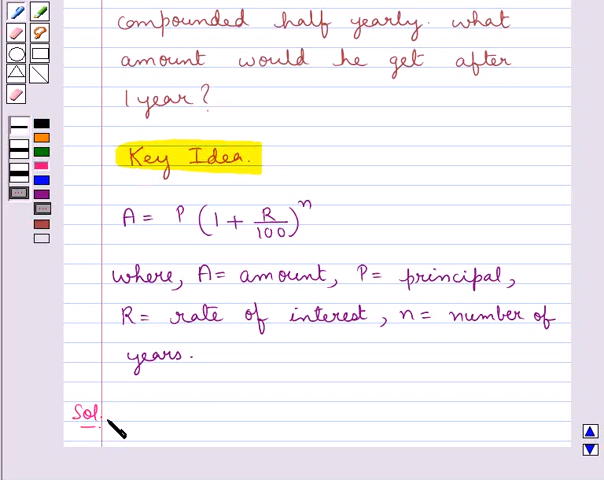 compounded half yearly. what
amount would he get after
1 year?
Key Idea.
A = P (1 + R/100)^n
where, A = amount, P = principal,
R = rate of interest, n = number of
years.
Sol.